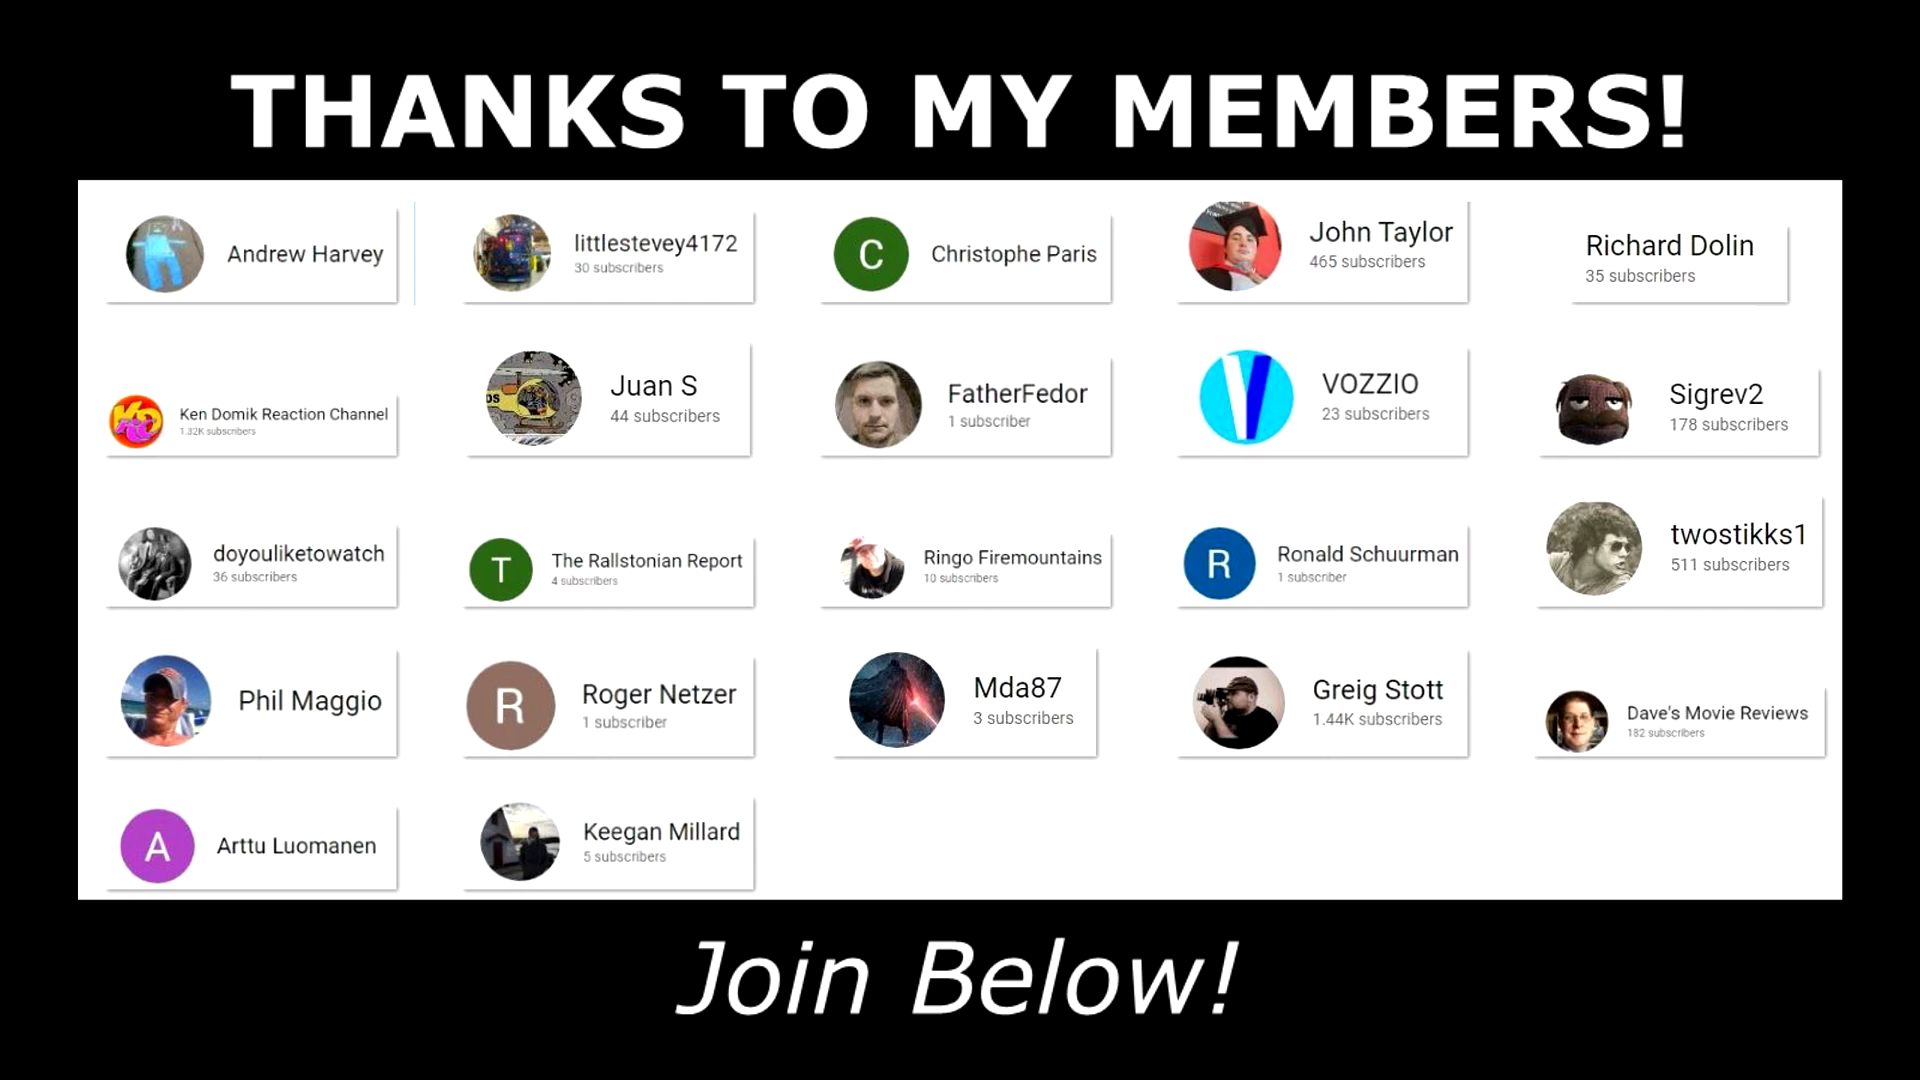 THANKS TO MY MEMBERS!
Andrew Harvey
littlestevey4172
30 subscribers
C
Christophe Paris
John Taylor
465 subscribers
Richard Dolin
35 subscribers
KD
RC
Ken Domik Reaction Channel
1.32K subscribers
OS
Juan S
44 subscribers
FatherFedor
1 subscriber
V
VOZZIO
23 subscribers
Sigrev2
178 subscribers
doyouliketowatch
36 subscribers
T
The Rallstonian Report
4 subscribers
Ringo Firemountains
10 subscribers
R
Ronald Schuurman
1 subscriber
twostikks1
511 subscribers
Phil Maggio
R
Roger Netzer
1 subscriber
Mda87
3 subscribers
Greig Stott
1.44K subscribers
Dave's Movie Reviews
182 subscribers
A
Arttu Luomanen
Keegan Millard
5 subscribers
Join Below!